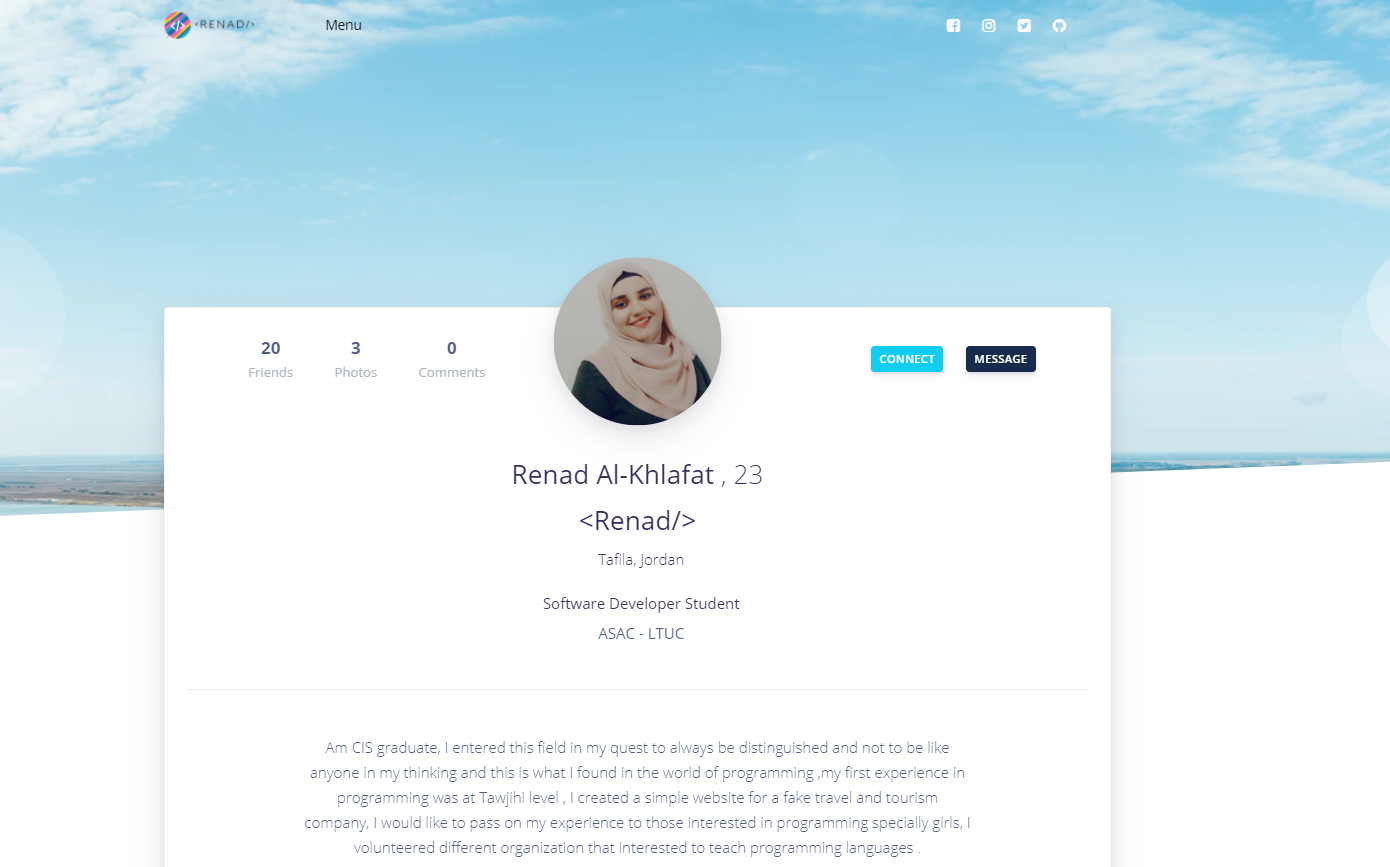 <RENAD/>
Menu
20
Friends
3
Photos
0
Comments
CONNECT
MESSAGE
Renad Al-Khlafat , 23
<Renad/>
Tafila, Jordan
Software Developer Student
ASAC - LTUC
Am CIS graduate, I entered this field in my quest to always be distinguished and not to be like
anyone in my thinking and this is what I found in the world of programming ,my first experience in
programming was at Tawjihi level , I created a simple website for a fake travel and tourism
company, I would like to pass on my experience to those interested in programming specially girls, I
volunteered different organization that interested to teach programming languages .